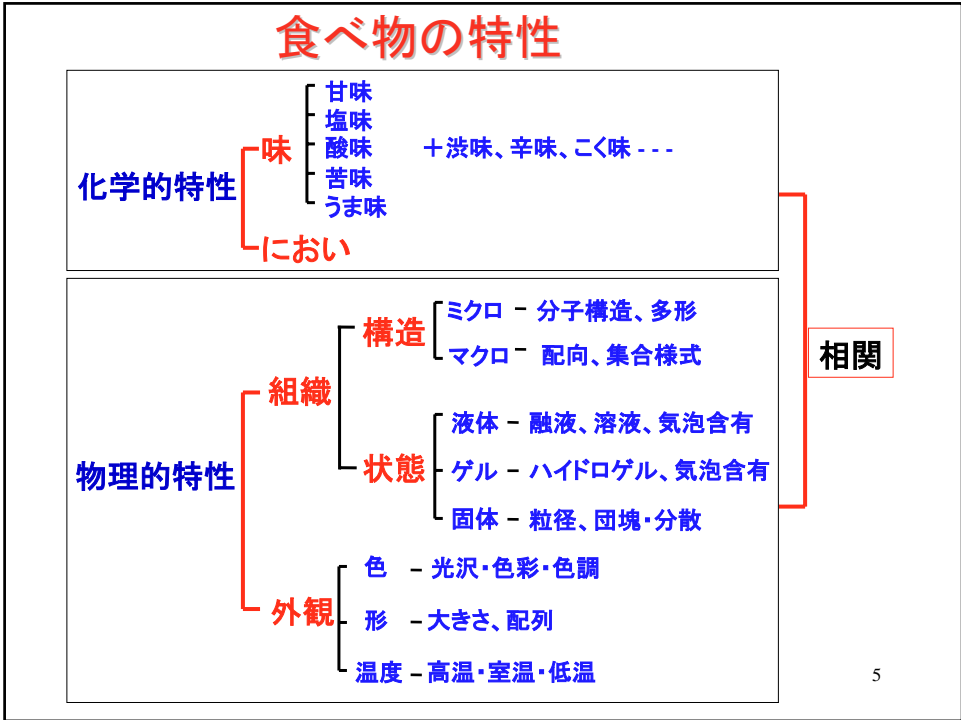 食べ物の特性
甘味
塩味
味
酸味
+渋味、辛味、こく味 - - -
苦味
うま味
化学的特性
におい
構造
ミクロ - 分子構造、多形
マクロ - 配向、集合様式
組織
相関
状態
液体 - 融液、溶液、気泡含有
ゲル - ハイドロゲル、気泡含有
固体 - 粒径、団塊・分散
物理的特性
外観
色 - 光沢・色彩・色調
形 - 大きさ、配列
温度 - 高温・室温・低温
5